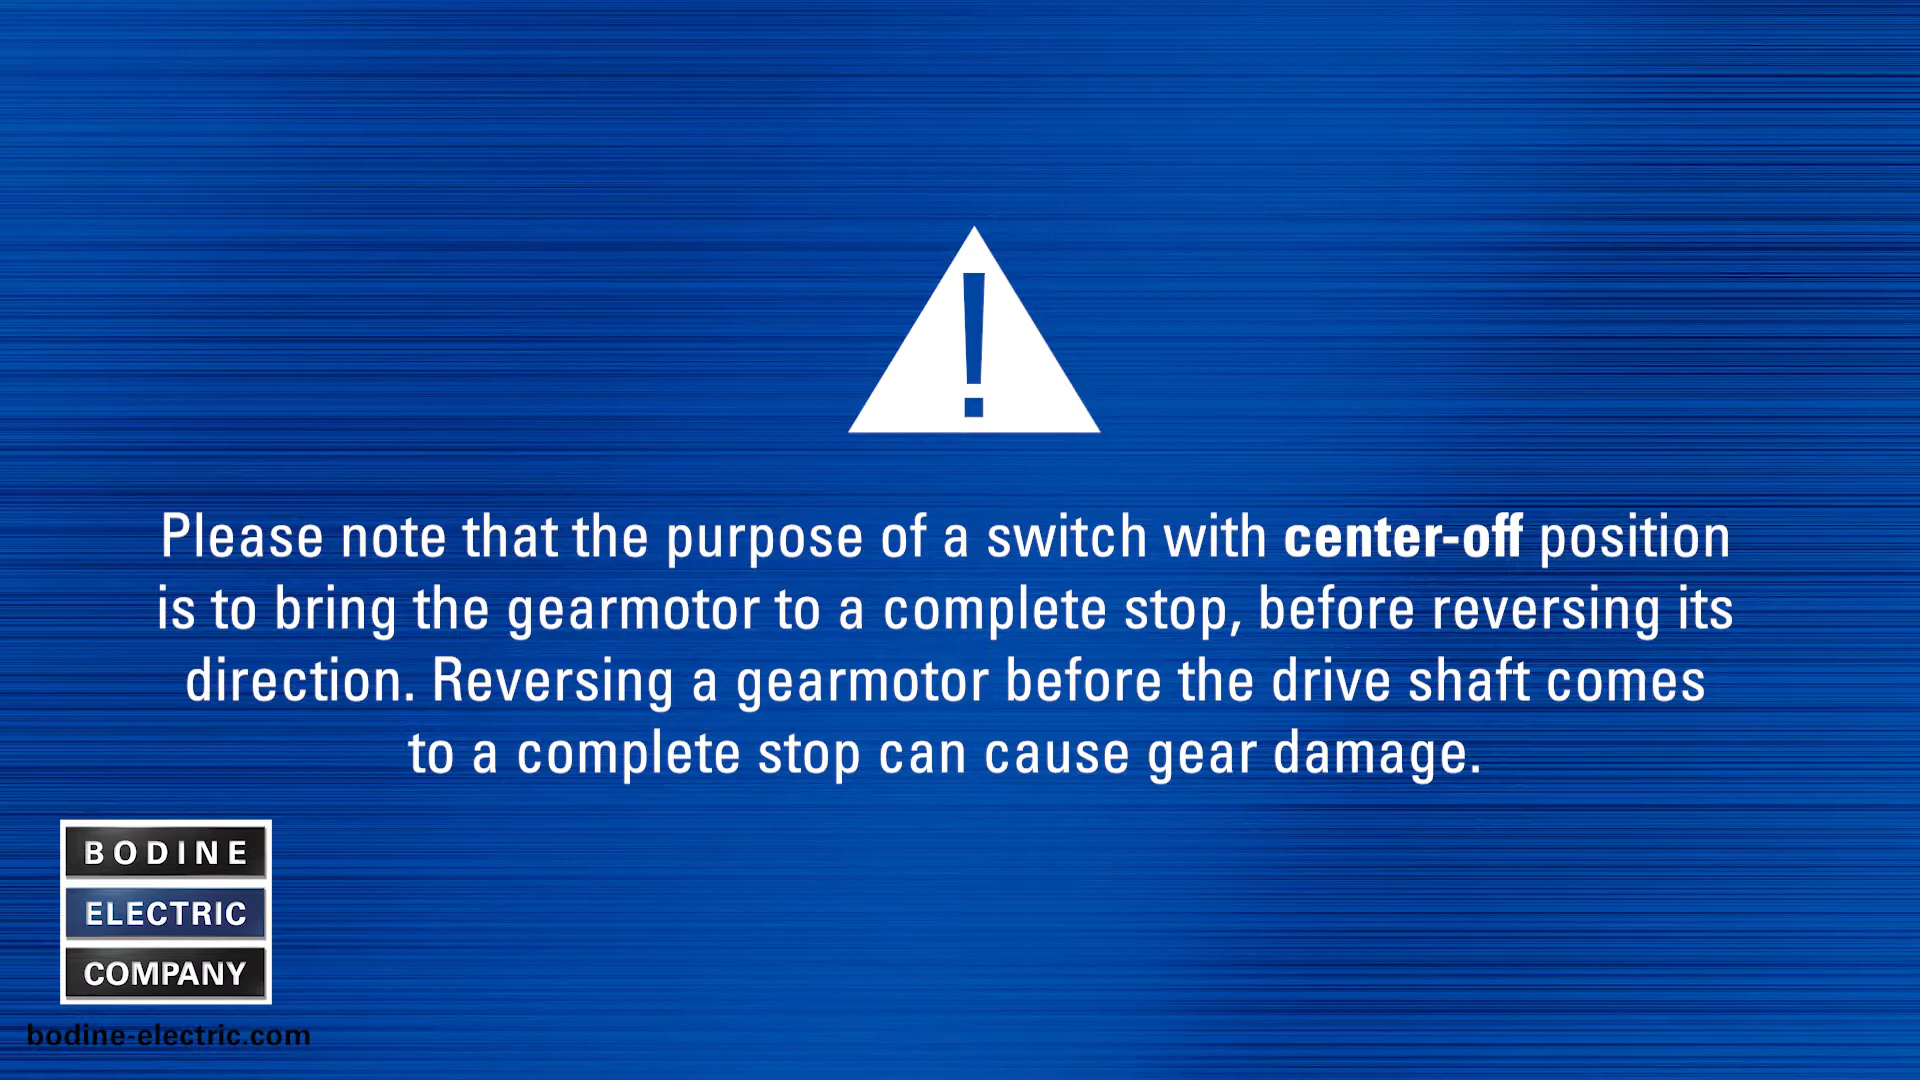 !
Please note that the purpose of a switch with center-off position
is to bring the gearmotor to a complete stop, before reversing its
direction. Reversing a gearmotor before the drive shaft comes
to a complete stop can cause gear damage.
BODINE
ELECTRIC
COMPANY
bodine-electric.com